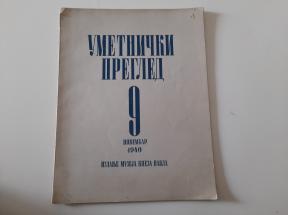 УМЕТНИЧКИ
ПРЕГЛЕД
9
НОВЕМБАР
1940
ИЗДАЊЕ МУЗЕЈА КНЕЗА ПАВЛА